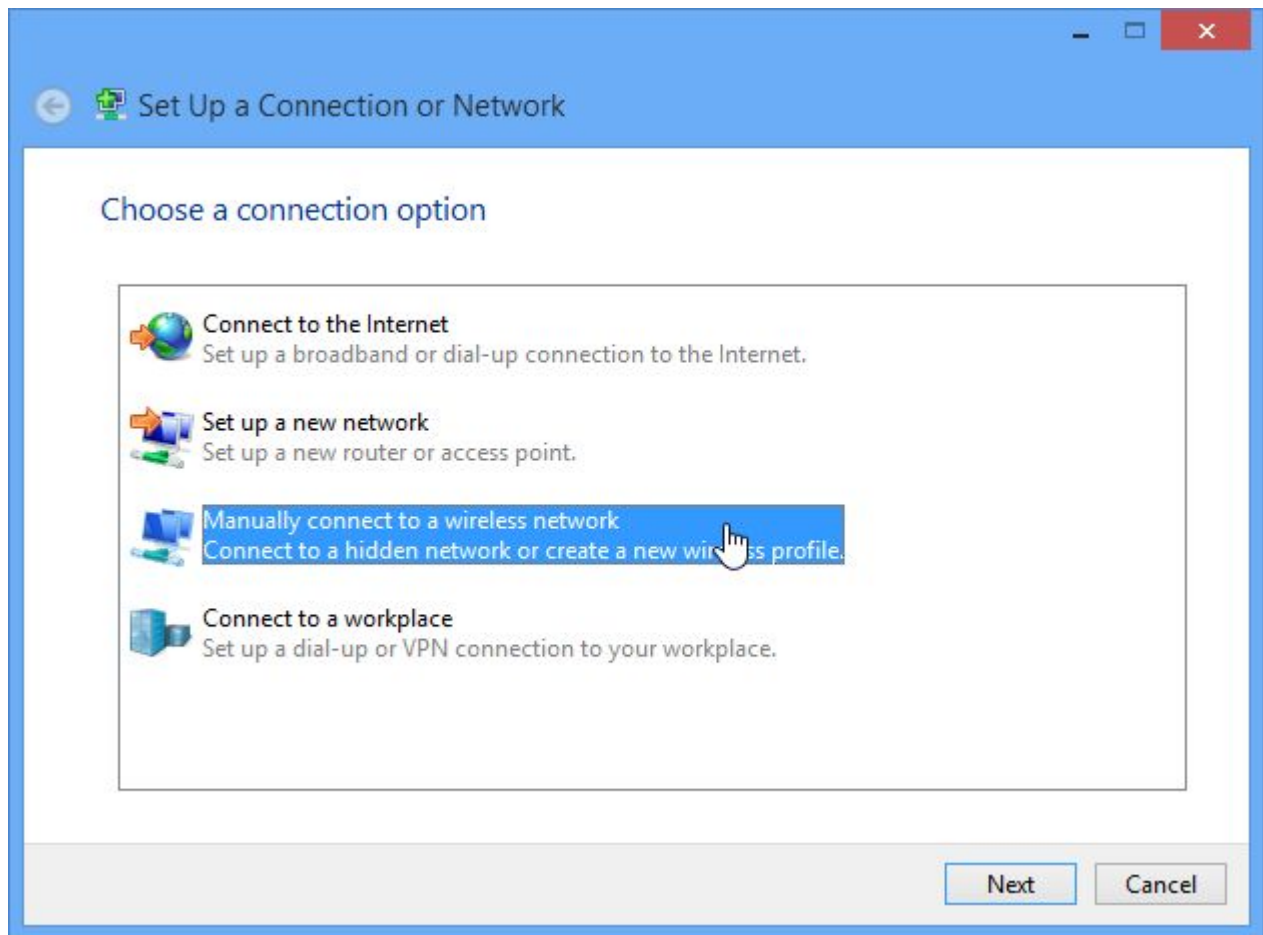 Set Up a Connection or Network
Choose a connection option
Connect to the Internet
Set up a broadband or dial-up connection to the Internet.
Set up a new network
Set up a new router or access point.
Manually connect to a wireless network
Connect to a hidden network or create a new wireless profile.
Connect to a workplace
Set up a dial-up or VPN connection to your workplace.
Next
Cancel